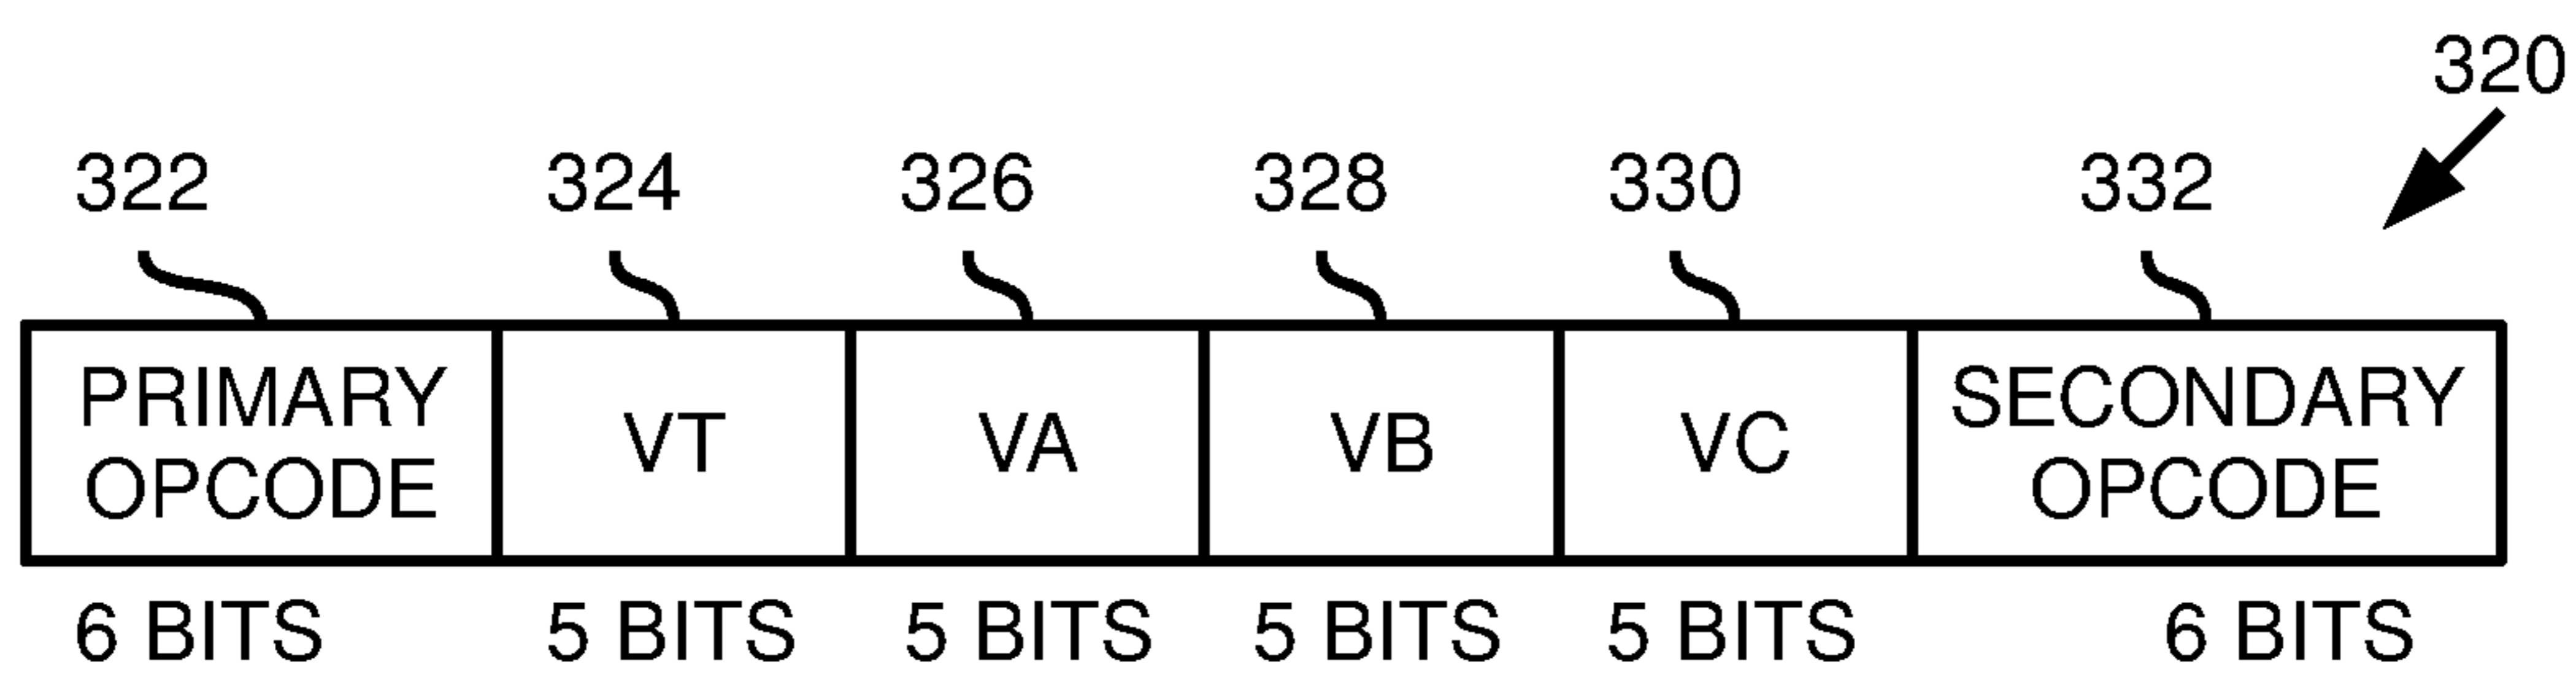 320
322 324 326 328 330 332
PRIMARY OPCODE VT VA VB VC SECONDARY OPCODE
6 BITS 5 BITS 5 BITS 5 BITS 5 BITS 6 BITS